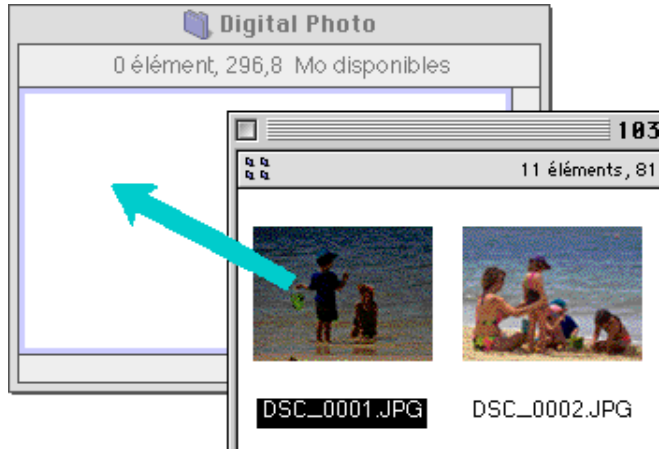 Digital Photo
0 élément, 296,8 Mo disponibles
103
11 éléments, 81
DSC_0001.JPG
DSC_0002.JPG